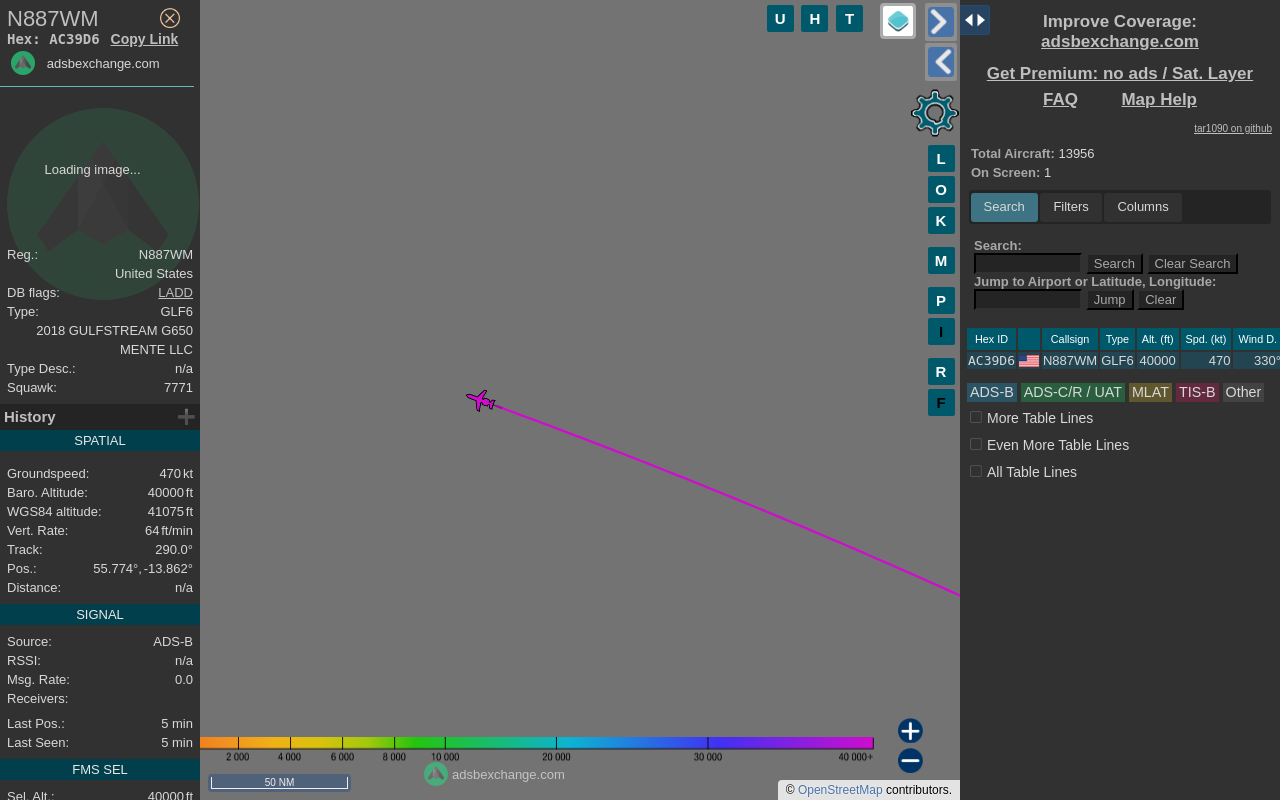 N887WM
Hex: AC39D6 Copy Link
adsbexchange.com
Loading image...
Reg.: N887WM
United States
DB flags: LADD
Type: GLF6
2018 GULFSTREAM G650
MENTE LLC
Type Desc.: n/a
Squawk: 7771
History
SPATIAL
Groundspeed: 470 kt
Baro. Altitude: 40000 ft
WGS84 altitude: 41075 ft
Vert. Rate: 64 ft/min
Track: 290.0°
Pos.: 55.774°, -13.862°
Distance: n/a
SIGNAL
Source: ADS-B
RSSI: n/a
Msg. Rate: 0.0
Receivers:
Last Pos.: 5 min
Last Seen: 5 min
FMS SEL
Sel. Alt.: 40000 ft
U H T
L
O
K
M
P
I
R
F
2 000 4 000 6 000 8 000 10 000 20 000 30 000 40 000+
adsbexchange.com
50 NM
© OpenStreetMap contributors.
Improve Coverage:
adsbexchange.com
Get Premium: no ads / Sat. Layer
FAQ Map Help
tar1090 on github
Total Aircraft: 13956
On Screen: 1
Search Filters Columns
Search:
Search Clear Search
Jump to Airport or Latitude, Longitude:
Jump Clear
Hex ID Callsign Type Alt. (ft) Spd. (kt) Wind D.
AC39D6 N887WM GLF6 40000 470 330°
ADS-B ADS-C/R / UAT MLAT TIS-B Other
More Table Lines
Even More Table Lines
All Table Lines